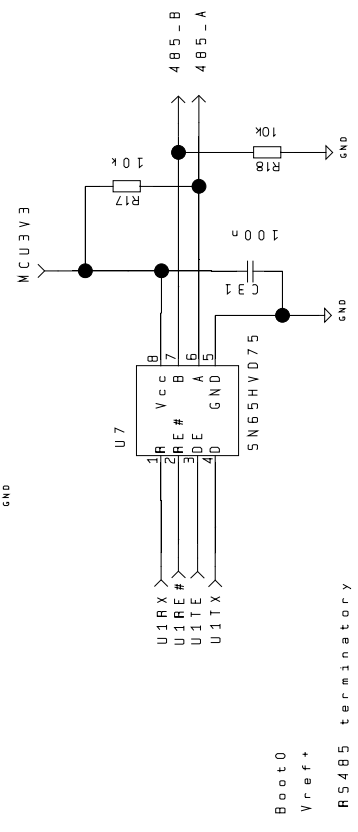 GND
MCU3V3
R17
10k
485_B
485_A
R18
10k
GND
C31
100n
GND
U7
1 R
2 RE#
3 DE
4 D
Vcc 8
B 7
A 6
GND 5
SN65HVD75
U1RX
U1RE#
U1TE
U1TX
Boot0
Vref+
RS485 terminatory